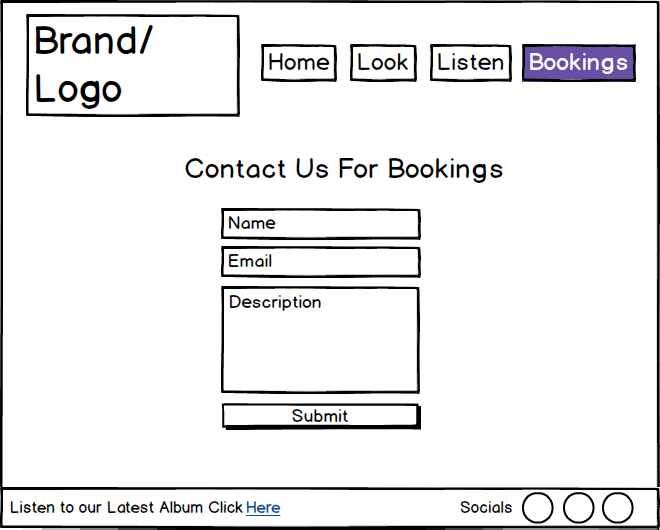 Brand/
Logo
Home Look Listen Bookings
Contact Us For Bookings
Name
Email
Description
Submit
Listen to our Latest Album Click Here
Socials